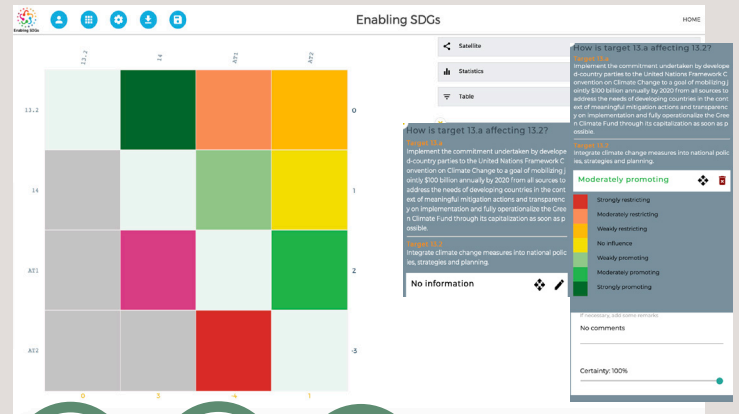 Enabling SDGs
Enabling SDGs
HOME
13.2
14
AT1
AT2
13.2
0
14
1
AT1
2
AT2
-3
0
3
-4
1
Satellite
Statistics
Table
How is target 13.a affecting 13.2?
Target 13.a
Implement the commitment undertaken by develope
d-country parties to the United Nations Framework C
onvention on Climate Change to a goal of mobilizing j
ointly $100 billion annually by 2020 from all sources to
address the needs of developing countries in the cont
ext of meaningful mitigation actions and transparenc
y on implementation and fully operationalize the Gree
n Climate Fund through its capitalization as soon as p
ossible.
Target 13.2
Integrate climate change measures into national polic
ies, strategies and planning.
No information
How is target 13.a affecting 13.2?
Target 13.a
Implement the commitment undertaken by develope
d-country parties to the United Nations Framework C
onvention on Climate Change to a goal of mobilizing j
ointly $100 billion annually by 2020 from all sources to
address the needs of developing countries in the cont
ext of meaningful mitigation actions and transparenc
y on implementation and fully operationalize the Gree
n Climate Fund through its capitalization as soon as p
ossible.
Target 13.2
Integrate climate change measures into national polic
ies, strategies and planning.
Moderately promoting
Strongly restricting
Moderately restricting
Weakly restricting
No influence
Weakly promoting
Moderately promoting
Strongly promoting
If necessary, add some remarks
No comments
Certainty: 100%